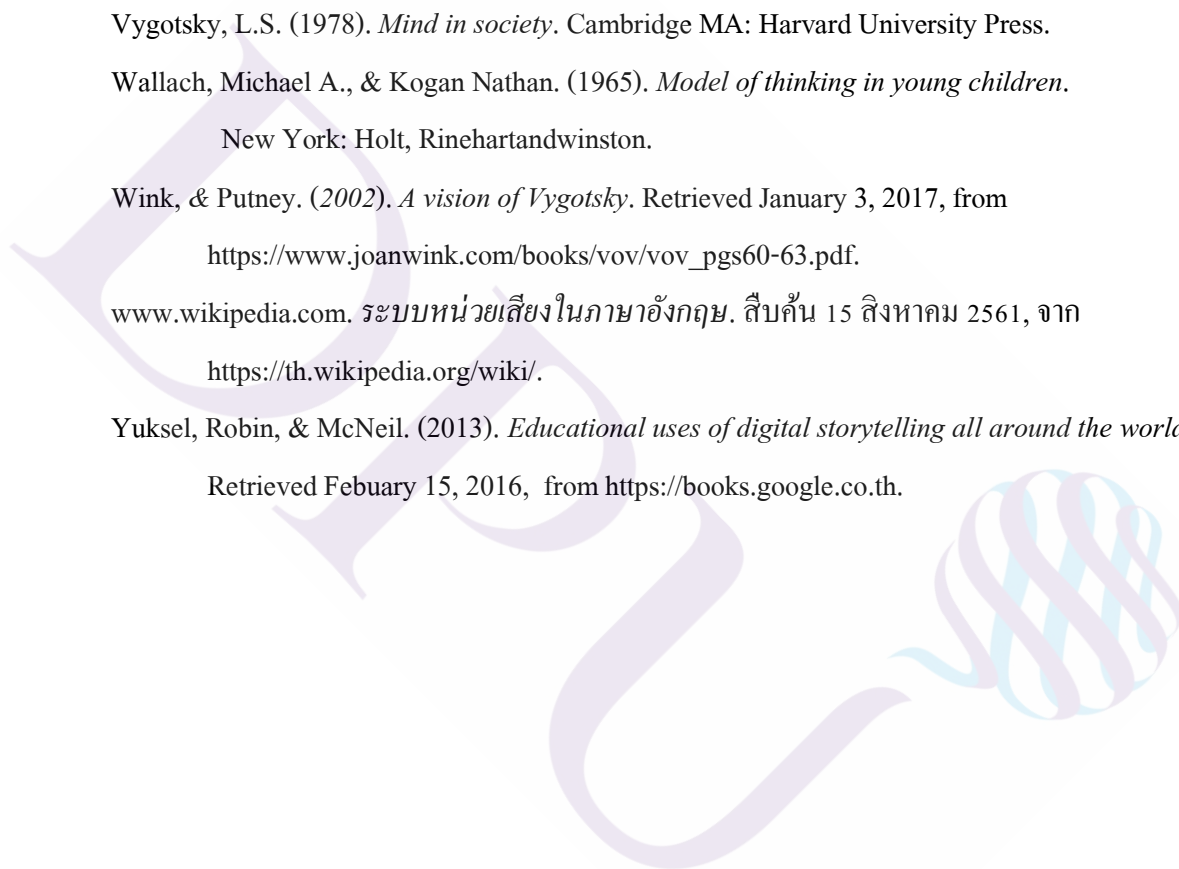 Vygotsky, L.S. (1978). Mind in society. Cambridge MA: Harvard University Press.
Wallach, Michael A., & Kogan Nathan. (1965). Model of thinking in young children.
New York: Holt, Rinehartandwinston.
Wink, & Putney. (2002). A vision of Vygotsky. Retrieved January 3, 2017, from
https://www.joanwink.com/books/vov/vov_pgs60-63.pdf.
www.wikipedia.com. ระบบหน่วยเสียงในภาษาอังกฤษ. สืบค้น 15 สิงหาคม 2561, จาก
https://th.wikipedia.org/wiki/.
Yuksel, Robin, & McNeil. (2013). Educational uses of digital storytelling all around the world
Retrieved Febuary 15, 2016, from https://books.google.co.th.
DPU